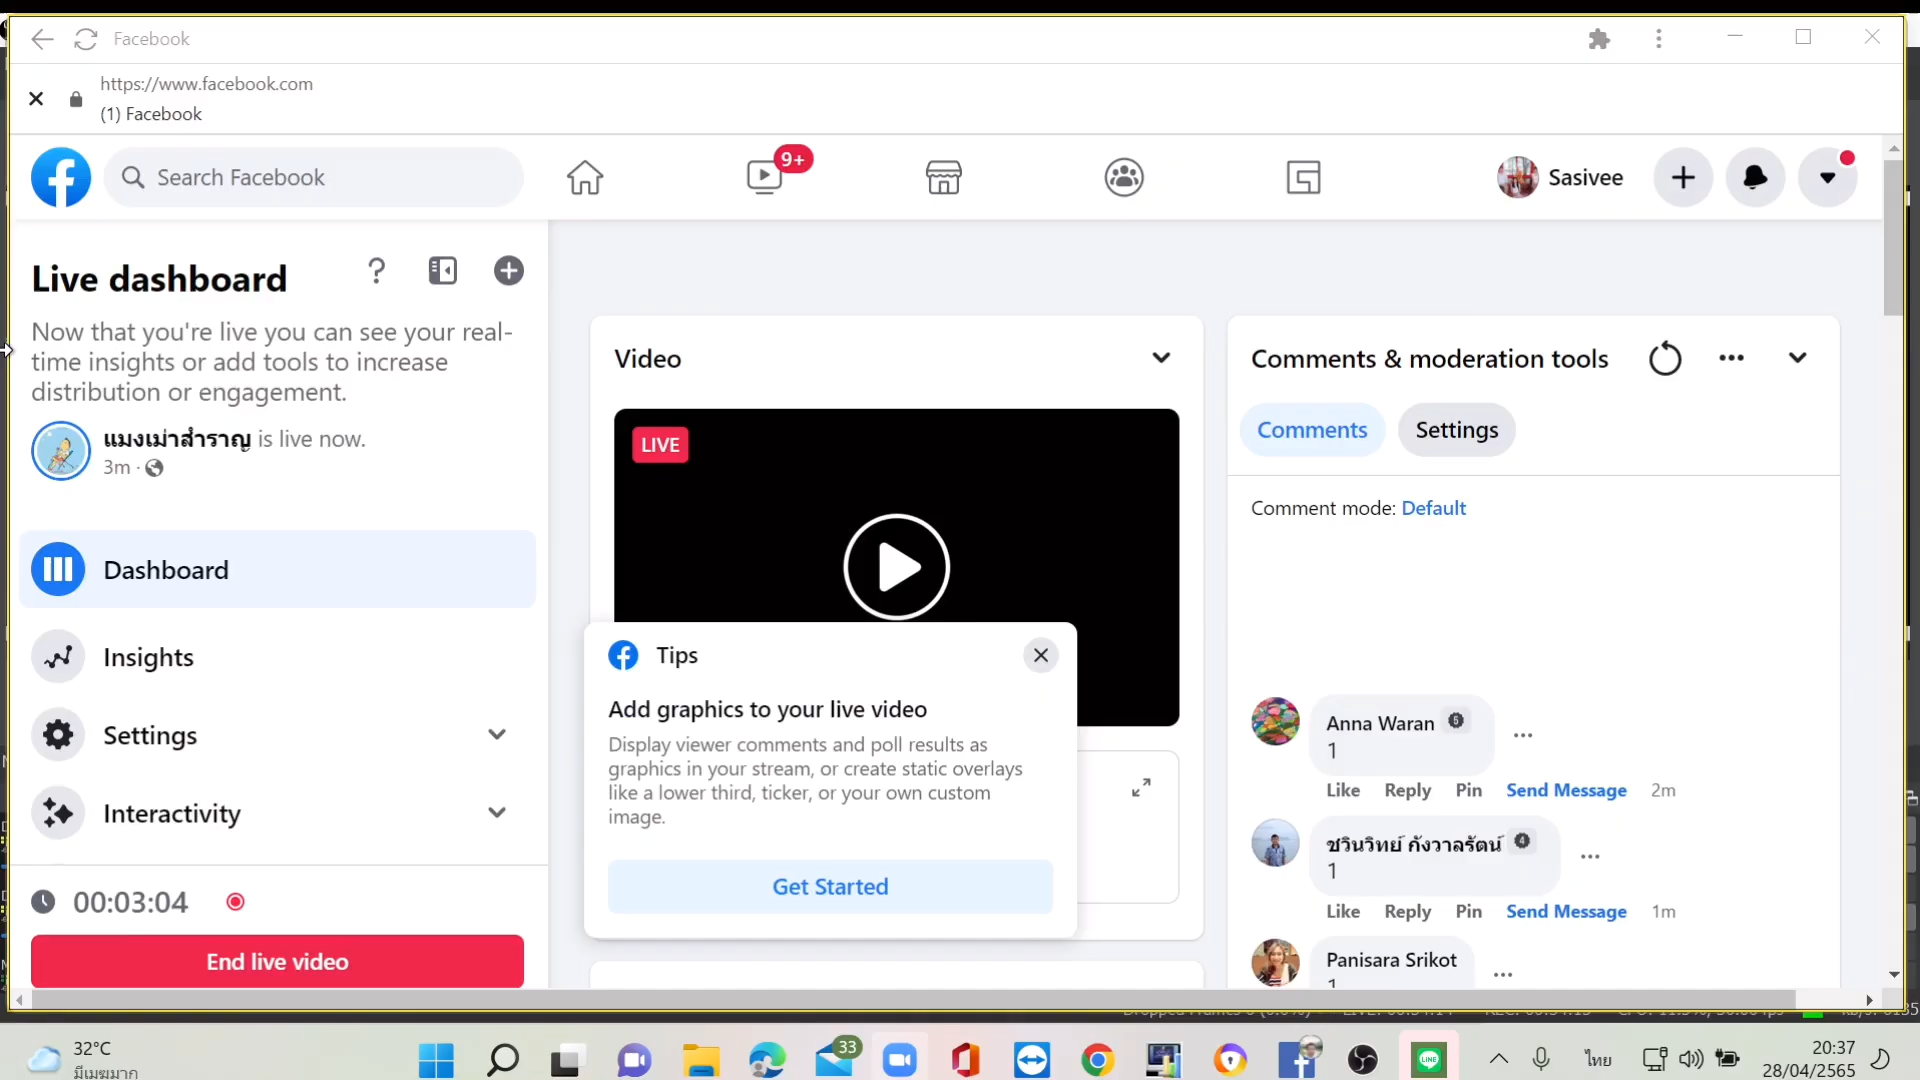 Facebook
https://www.facebook.com
(1) Facebook
Search Facebook
9+
Sasivee
Live dashboard
Now that you're live you can see your real-
time insights or add tools to increase
distribution or engagement.
แมงเม่าสำราญ is live now.
3m ·
Dashboard
Insights
Settings
Interactivity
00:03:04
End live video
Video
LIVE
Tips
Add graphics to your live video
Display viewer comments and poll results as
graphics in your stream, or create static overlays
like a lower third, ticker, or your own custom
image.
Get Started
Comments & moderation tools
Comments
Settings
Comment mode: Default
Anna Waran 5
1
Like Reply Pin Send Message 2m
ชวินวิทย์ กังวาลรัตน์ 4
1
Like Reply Pin Send Message 1m
Panisara Srikot
1
32°C
มีเมฆมาก
33
LINE
ไทย
20:37
28/04/2565